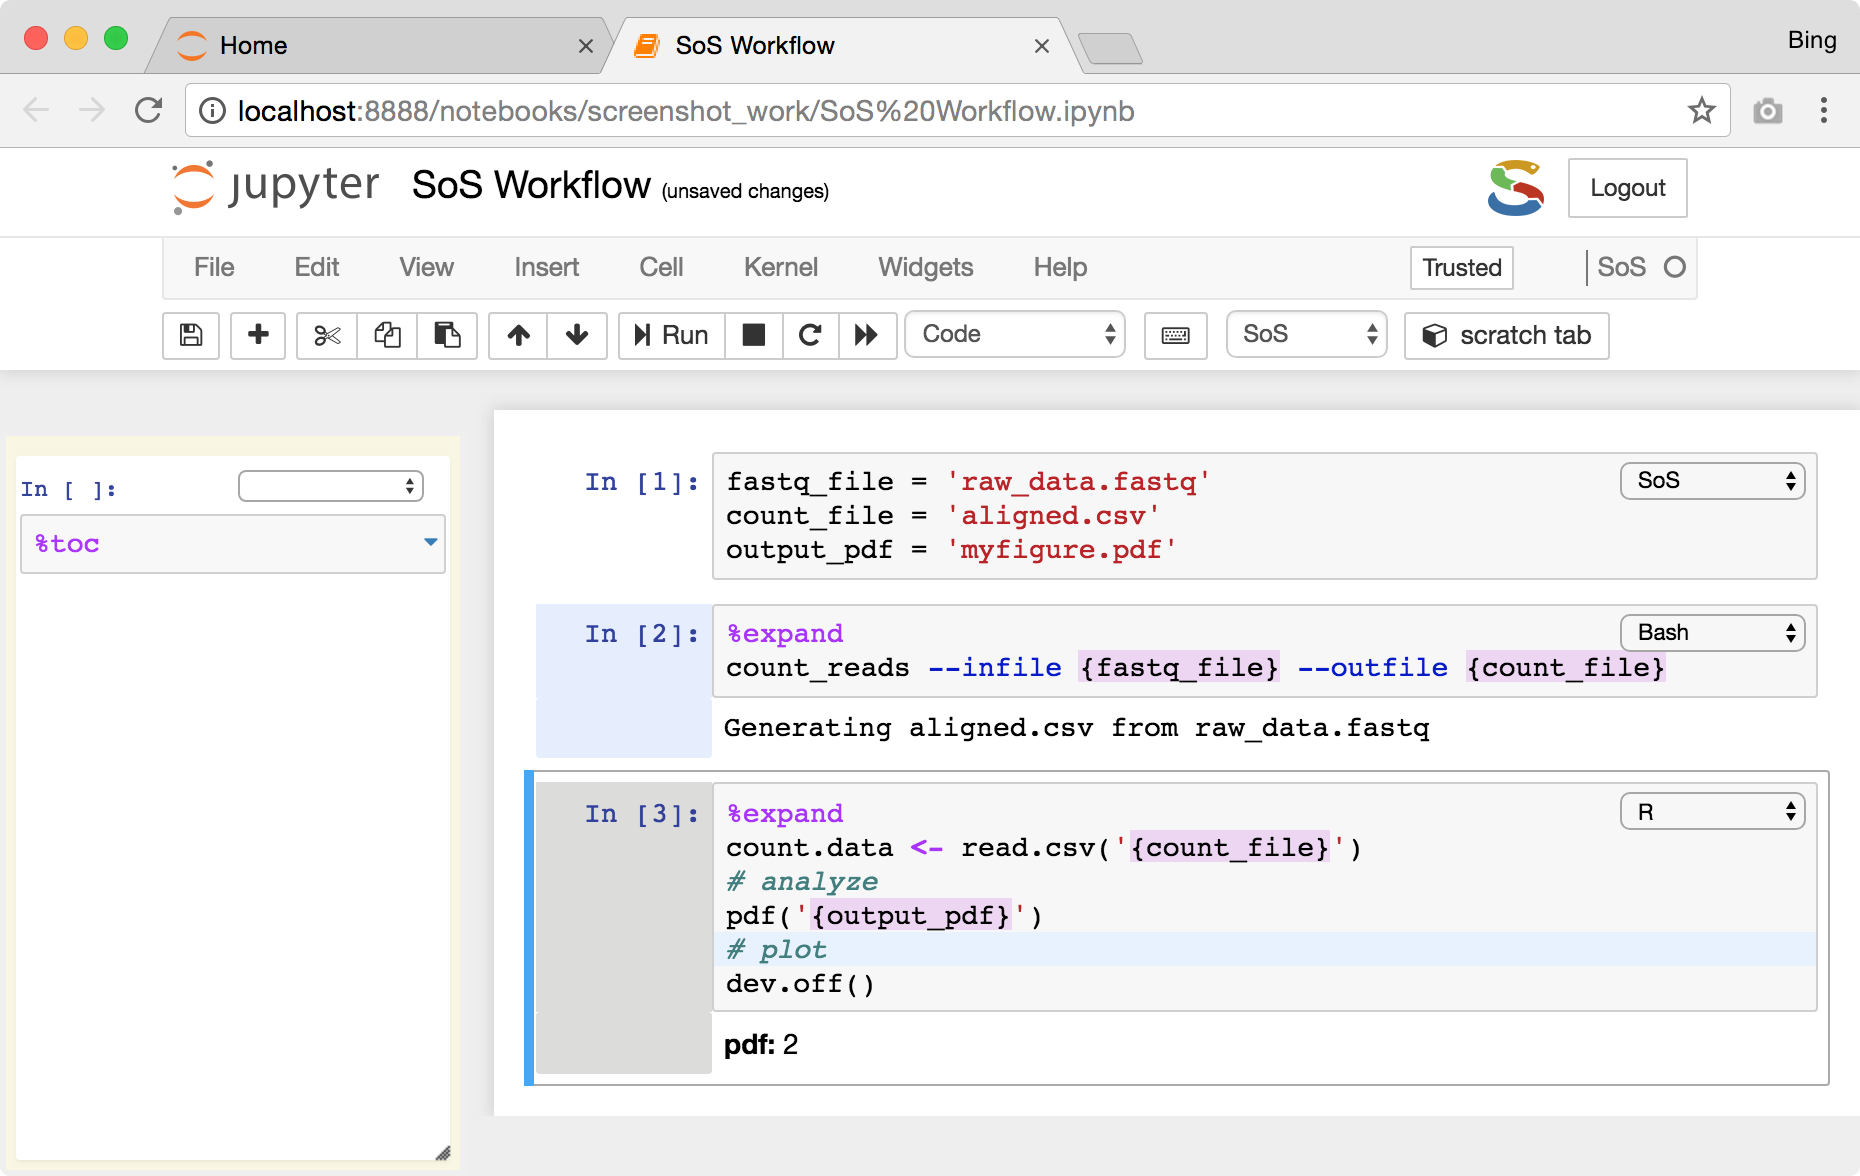 Home
SoS Workflow
Bing
localhost:8888/notebooks/screenshot_work/SoS%20Workflow.ipynb
jupyter SoS Workflow (unsaved changes)
Logout
File Edit View Insert Cell Kernel Widgets Help Trusted SoS
Run Code SoS scratch tab
In [ ]:
%toc
In [1]:
fastq_file = 'raw_data.fastq'
SoS
count_file = 'aligned.csv'
output_pdf = 'myfigure.pdf'
In [2]:
%expand
Bash
count_reads --infile {fastq_file} --outfile {count_file}
Generating aligned.csv from raw_data.fastq
In [3]:
%expand
R
count.data <- read.csv('{count_file}')
# analyze
pdf('{output_pdf}')
# plot
dev.off()
pdf: 2